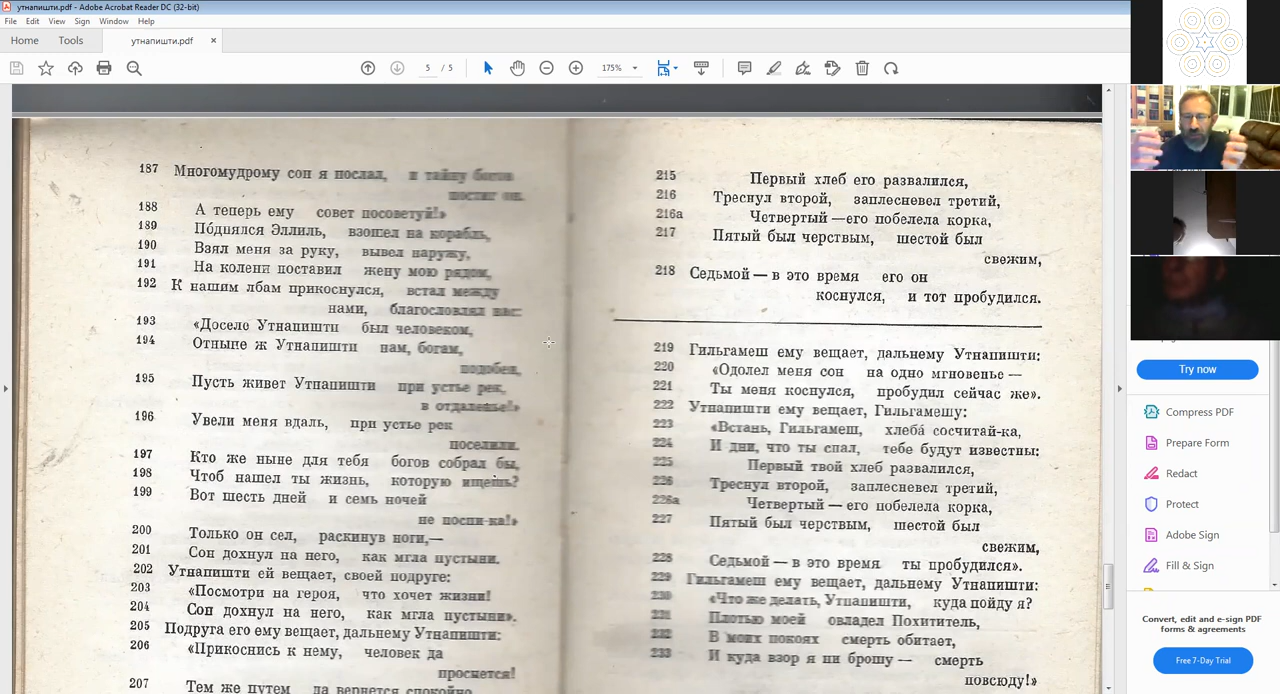 утнапишти.pdf - Adobe Acrobat Reader DC (32-bit)
File Edit View Sign Window Help
Home Tools утнапишти.pdf ×
5 / 5 175%
187 Многомудрому сон я послал, и тайну богов
постиг он.
188 А теперь ему совет посоветуй!»
189 По́днялся Эллиль, взошел на корабль,
190 Взял меня за руку, вывел наружу,
191 На колени поставил жену мою рядом,
192 К нашим лбам прикоснулся, встал между
нами, благословлял нас:
193 «Доселе Утнапишти был человеком,
194 Отныне ж Утнапишти нам, богам,
подобен,
195 Пусть живет Утнапишти при устье рек,
в отдаленье!»
196 Увели меня вдаль, при устье рек
поселили.
197 Кто же ныне для тебя богов собрал бы,
198 Чтоб нашел ты жизнь, которую ищешь?
199 Вот шесть дней и семь ночей
не поспи-ка!»
200 Только он сел, раскинув ноги,—
201 Сон дохнул на него, как мгла пустыни.
202 Утнапишти ей вещает, своей подруге:
203 «Посмотри на героя, что хочет жизни!
204 Сон дохнул на него, как мгла пустыни».
205 Подруга его ему вещает, дальнему Утнапишти:
206 «Прикоснись к нему, человек да
проснется!
207 Тем же путем да вернется спокойно
215 Первый хлеб его развалился,
216 Треснул второй, заплесневел третий,
216а Четвертый — его побелела корка,
217 Пятый был черствым, шестой был
свежим,
218 Седьмой — в это время его он
коснулся, и тот пробудился.
219 Гильгамеш ему вещает, дальнему Утнапишти:
220 «Одолел меня сон на одно мгновенье —
221 Ты меня коснулся, пробудил сейчас же».
222 Утнапишти ему вещает, Гильгамешу:
223 «Встань, Гильгамеш, хлеба́ сосчитай-ка,
224 И дни, что ты спал, тебе будут известны:
225 Первый твой хлеб развалился,
226 Треснул второй, заплесневел третий,
226а Четвертый — его побелела корка,
227 Пятый был черствым, шестой был
свежим,
228 Седьмой — в это время ты пробудился».
229 Гильгамеш ему вещает, дальнему Утнапишти:
230 «Что же делать, Утнапишти, куда пойду я?
231 Плотью моей овладел Похититель,
232 В моих покоях смерть обитает,
233 И куда взор я ни брошу — смерть
повсюду!»
Try now
Compress PDF
Prepare Form
Redact
Protect
Adobe Sign
Fill & Sign
Convert, edit and e-sign PDF
forms & agreements
Free 7-Day Trial